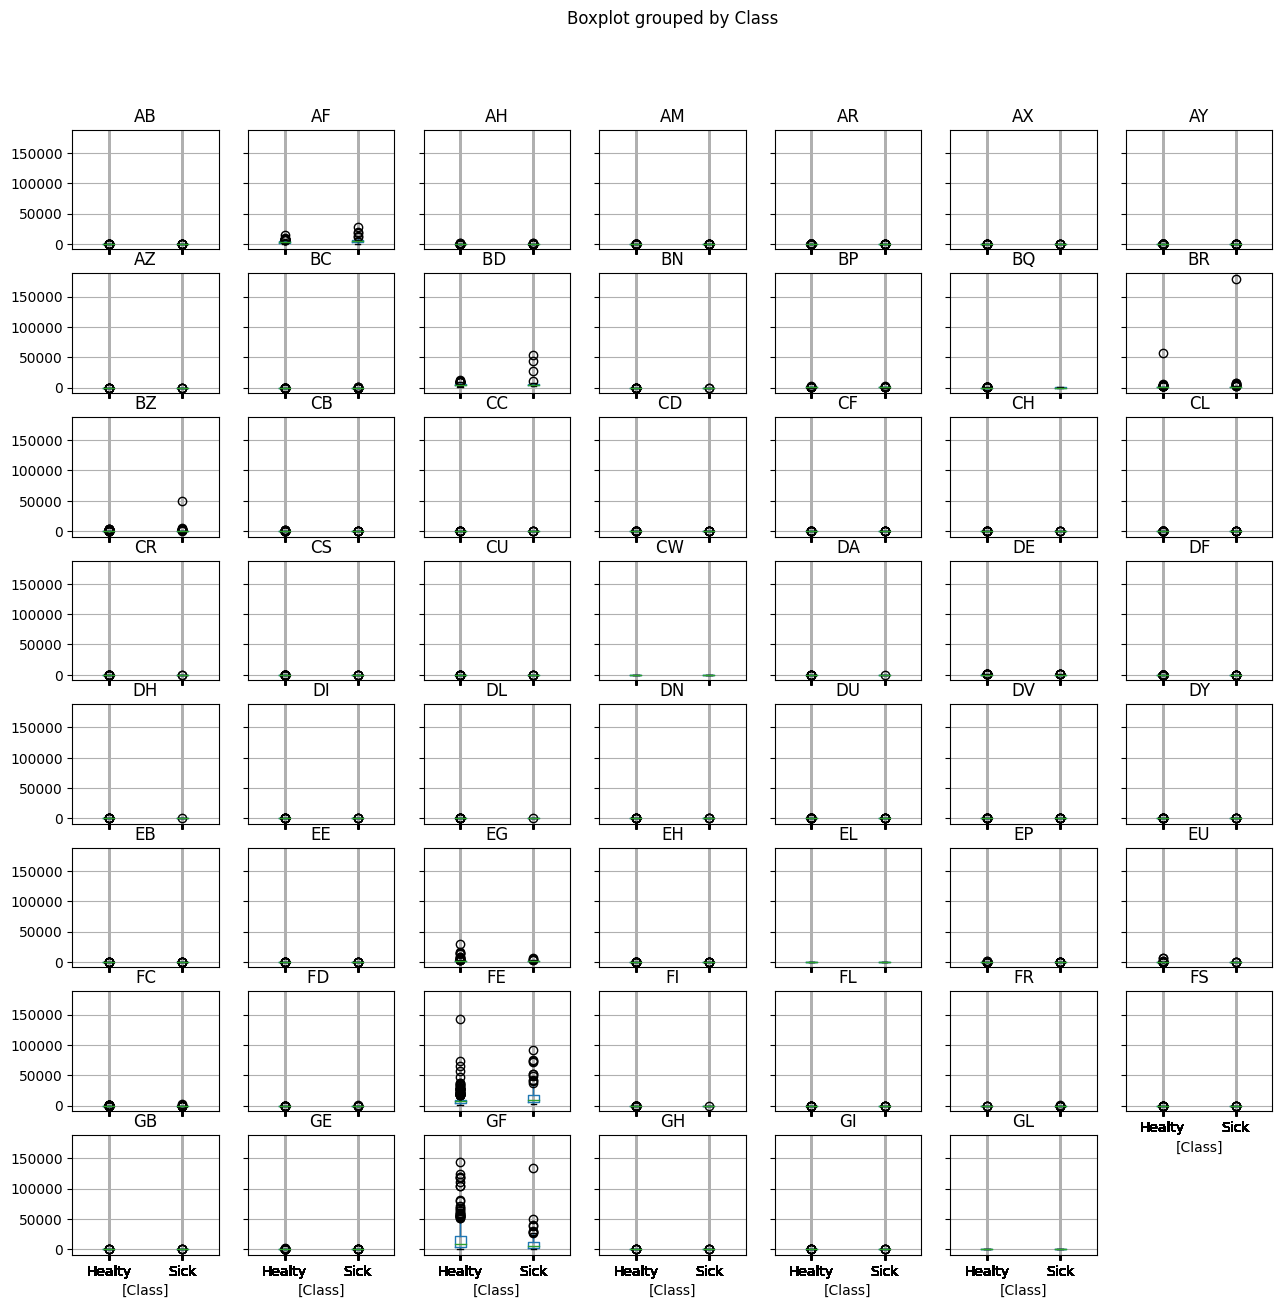 Boxplot grouped by Class
AB AF AH AM AR AX AY
150000
100000
50000
0
AZ BC BD BN BP BQ BR
150000
100000
50000
0
BZ CB CC CD CF CH CL
150000
100000
50000
0
CR CS CU CW DA DE DF
150000
100000
50000
0
DH DI DL DN DU DV DY
150000
100000
50000
0
EB EE EG EH EL EP EU
150000
100000
50000
0
FC FD FE FI FL FR FS
150000
100000
50000
0
Healty Sick
[Class]
GB GE GF GH GI GL
150000
100000
50000
0
Healty Sick Healty Sick Healty Sick Healty Sick Healty Sick Healty Sick
[Class] [Class] [Class] [Class] [Class] [Class]